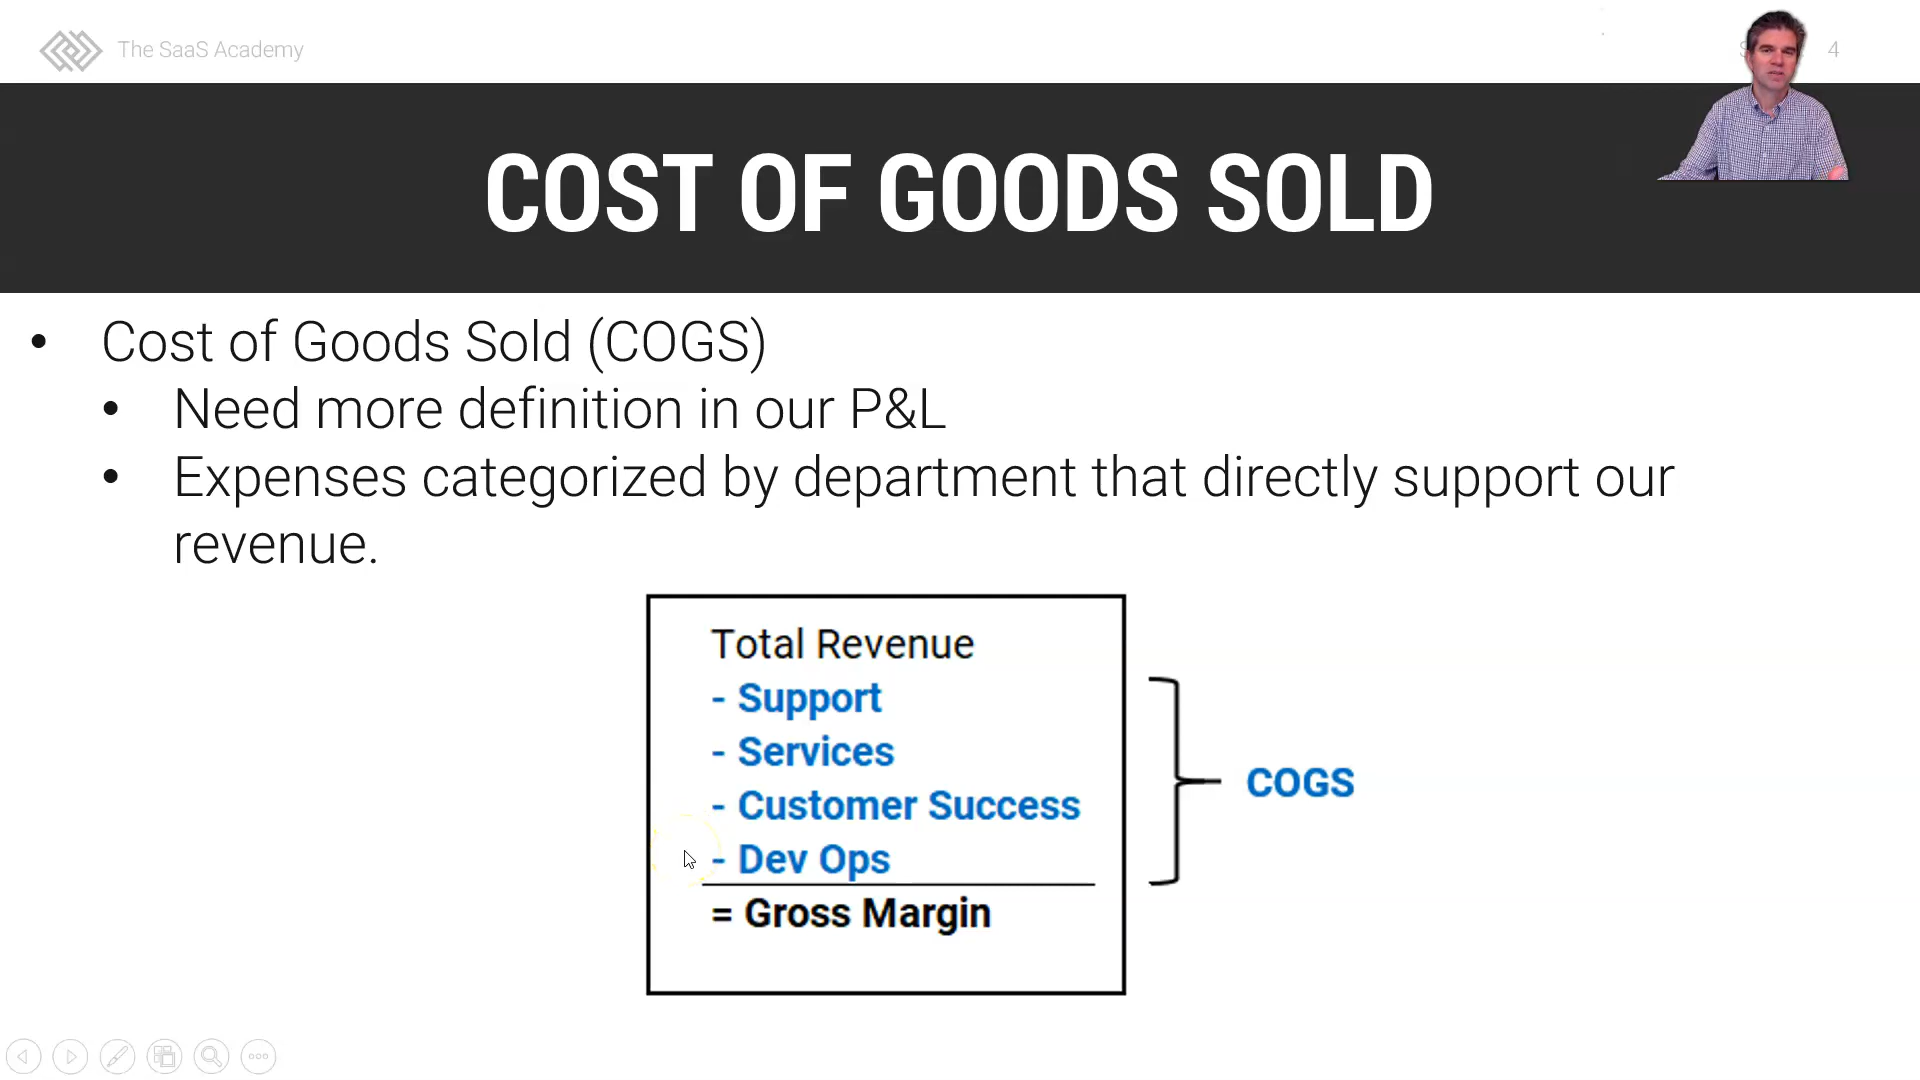 The SaaS Academy
4
COST OF GOODS SOLD
• Cost of Goods Sold (COGS)
• Need more definition in our P&L
• Expenses categorized by department that directly support our
revenue.
Total Revenue
- Support
- Services
- Customer Success
- Dev Ops
= Gross Margin
COGS